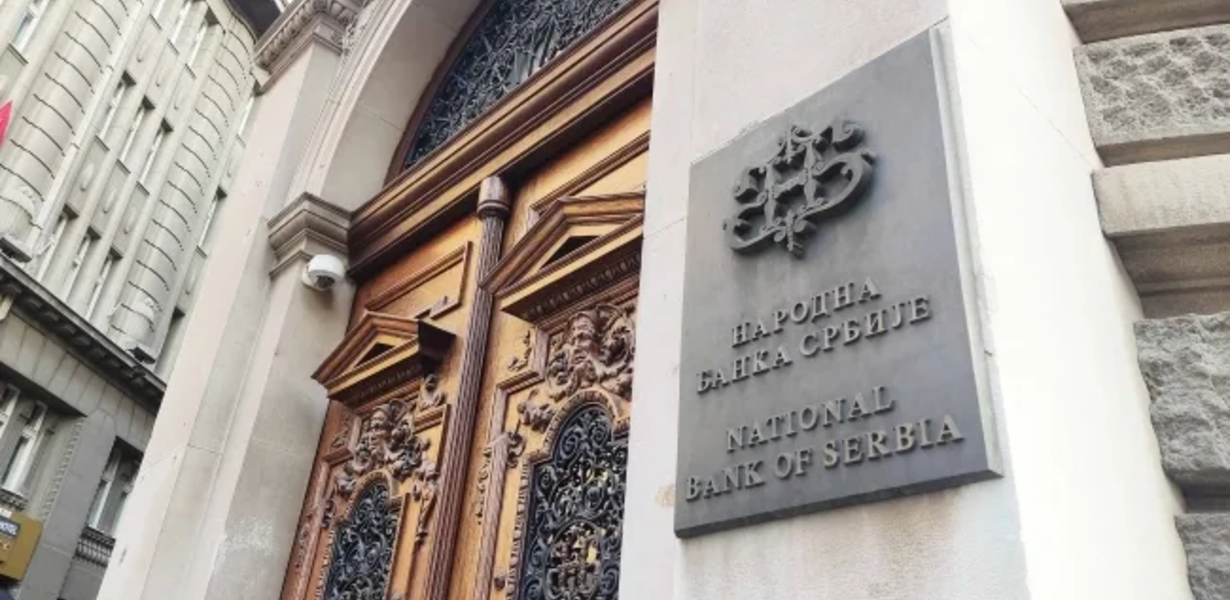 НАРОДНА
БАНКА СРБИЈЕ
NATIONAL
BANK OF SERBIA